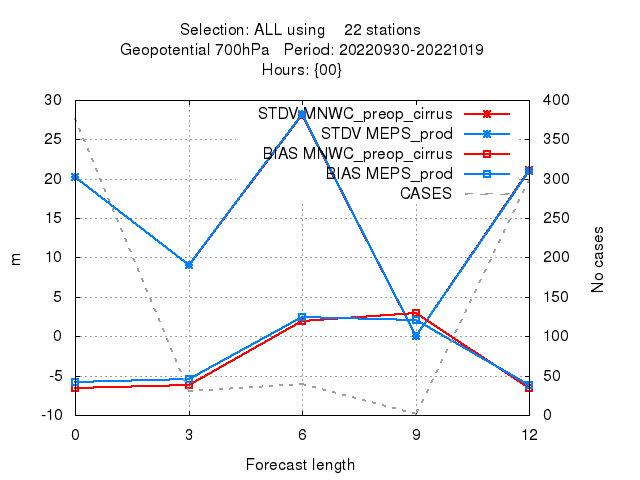 Selection: ALL using    22 stations
Geopotential 700hPa   Period: 20220930-20221019
Hours: {00}
30 400
STDV MNWC_preop_cirrus
25 350
STDV MEPS_prod
BIAS MNWC_preop_cirrus
20 300
BIAS MEPS_prod
CASES
15 250
10 200
m
No cases
5 150
0 100
-5 50
-10 0
0 3 6 9 12
Forecast length